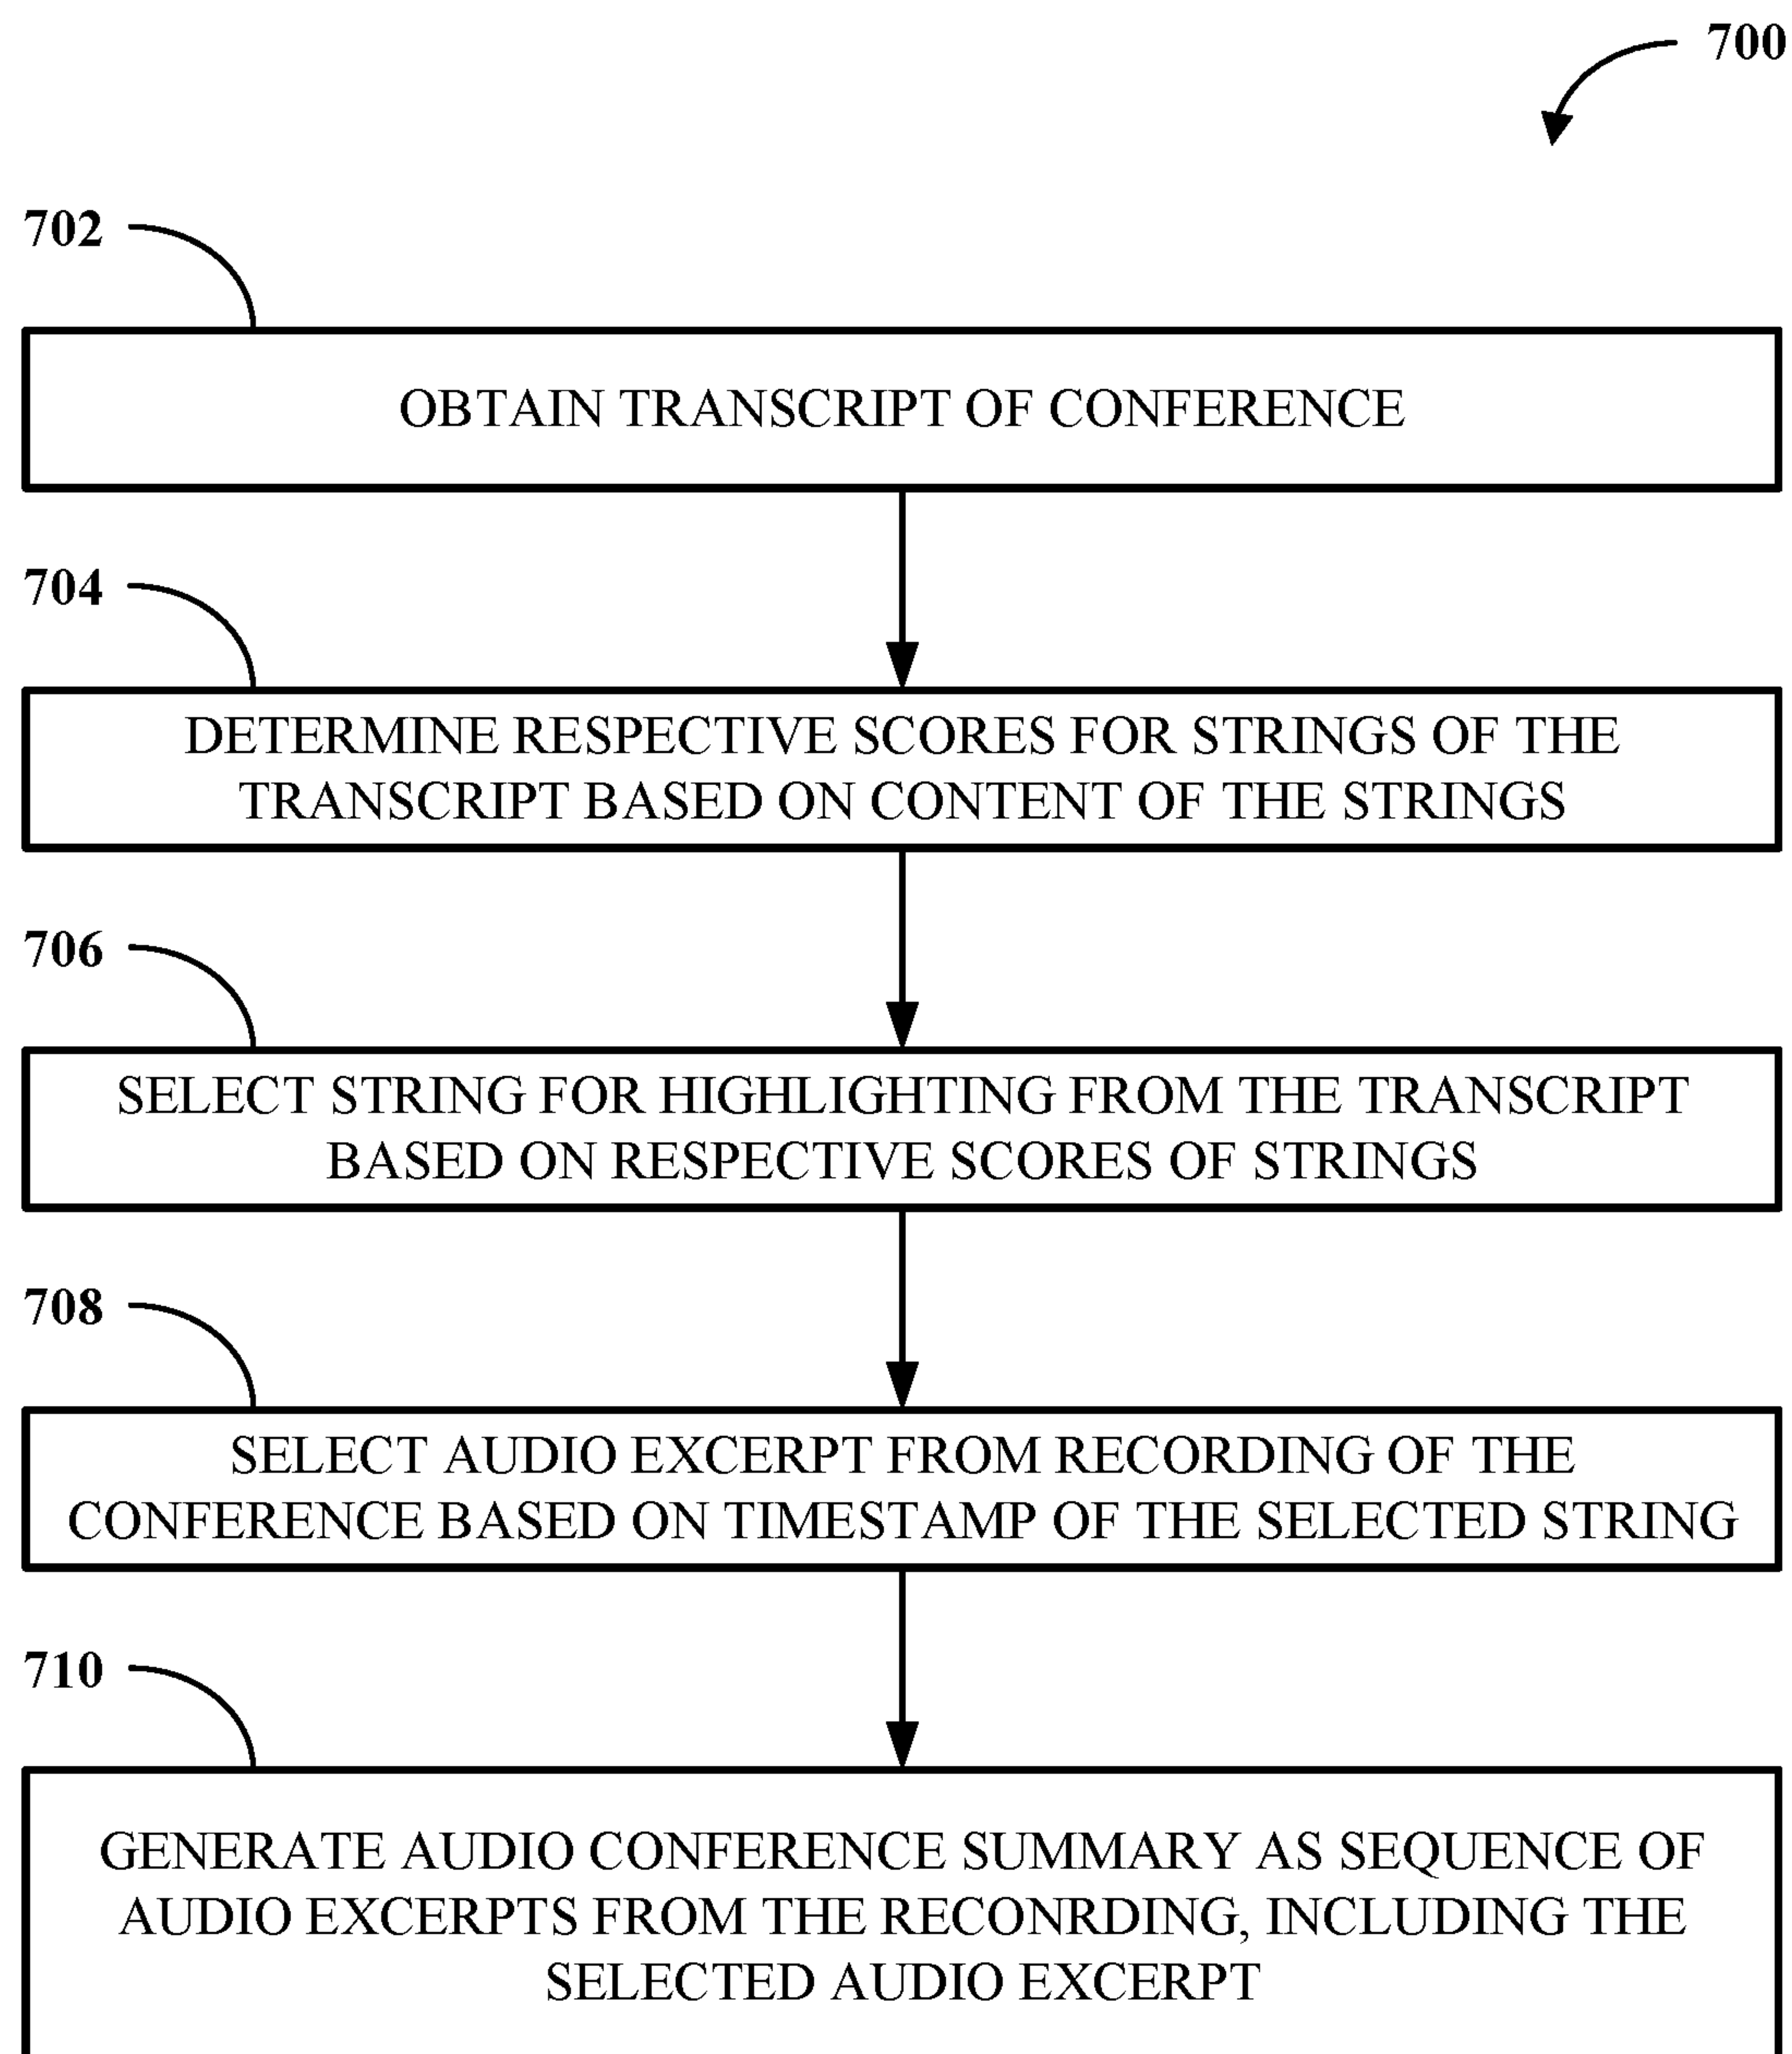 700
702
OBTAIN TRANSCRIPT OF CONFERENCE
704
DETERMINE RESPECTIVE SCORES FOR STRINGS OF THE
TRANSCRIPT BASED ON CONTENT OF THE STRINGS
706
SELECT STRING FOR HIGHLIGHTING FROM THE TRANSCRIPT
BASED ON RESPECTIVE SCORES OF STRINGS
708
SELECT AUDIO EXCERPT FROM RECORDING OF THE
CONFERENCE BASED ON TIMESTAMP OF THE SELECTED STRING
710
GENERATE AUDIO CONFERENCE SUMMARY AS SEQUENCE OF
AUDIO EXCERPTS FROM THE RECONRDING, INCLUDING THE
SELECTED AUDIO EXCERPT